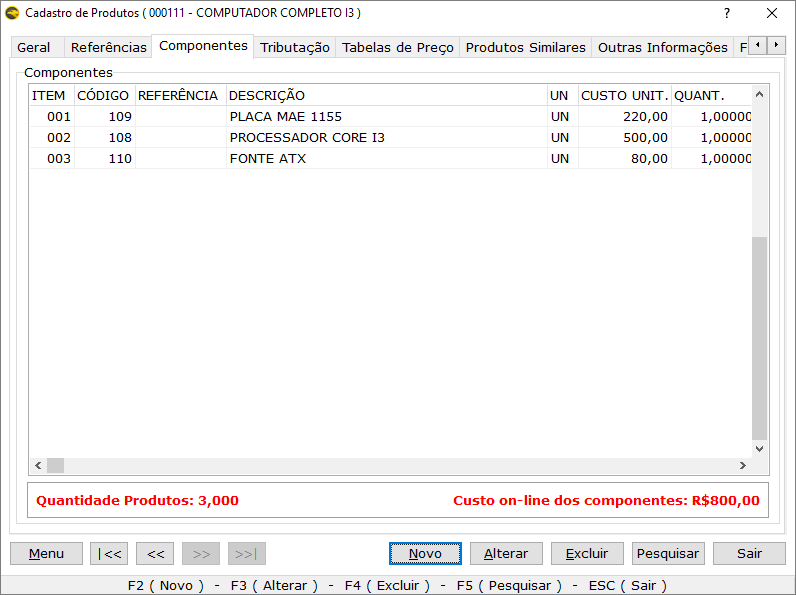 Cadastro de Produtos ( 000111 - COMPUTADOR COMPLETO I3 ) ?
Geral Referências Componentes Tributação Tabelas de Preço Produtos Similares Outras Informações F
Componentes
ITEM CÓDIGO REFERÊNCIA DESCRIÇÃO UN CUSTO UNIT. QUANT.
001 109 PLACA MAE 1155 UN 220,00 1,00000
002 108 PROCESSADOR CORE I3 UN 500,00 1,00000
003 110 FONTE ATX UN 80,00 1,00000
Quantidade Produtos: 3,000 Custo on-line dos componentes: R$800,00
Menu |<< << >> >>| Novo Alterar Excluir Pesquisar Sair
F2 ( Novo ) - F3 ( Alterar ) - F4 ( Excluir ) - F5 ( Pesquisar ) - ESC ( Sair )